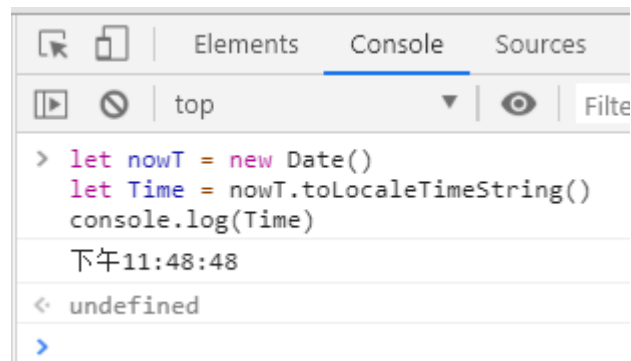 Elements Console Sources
top Filte
> let nowT = new Date()
let Time = nowT.toLocaleTimeString()
console.log(Time)
下午11:48:48
< undefined
>